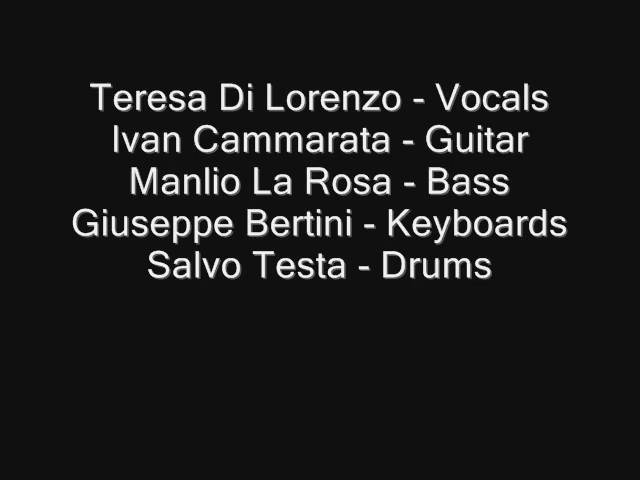 Teresa Di Lorenzo - Vocals
Ivan Cammarata - Guitar
Manlio La Rosa - Bass
Giuseppe Bertini - Keyboards
Salvo Testa - Drums